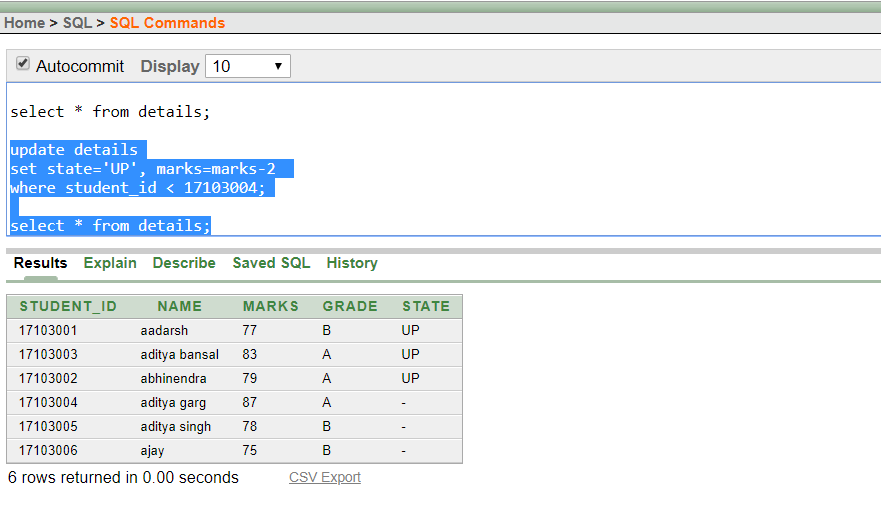 Home > SQL > SQL Commands
Autocommit Display 10
select * from details;
update details
set state='UP', marks=marks-2
where student_id < 17103004;
select * from details;
Results Explain Describe Saved SQL History
STUDENT_ID NAME MARKS GRADE STATE
17103001 aadarsh 77 B UP
17103003 aditya bansal 83 A UP
17103002 abhinendra 79 A UP
17103004 aditya garg 87 A -
17103005 aditya singh 78 B -
17103006 ajay 75 B -
6 rows returned in 0.00 seconds CSV Export